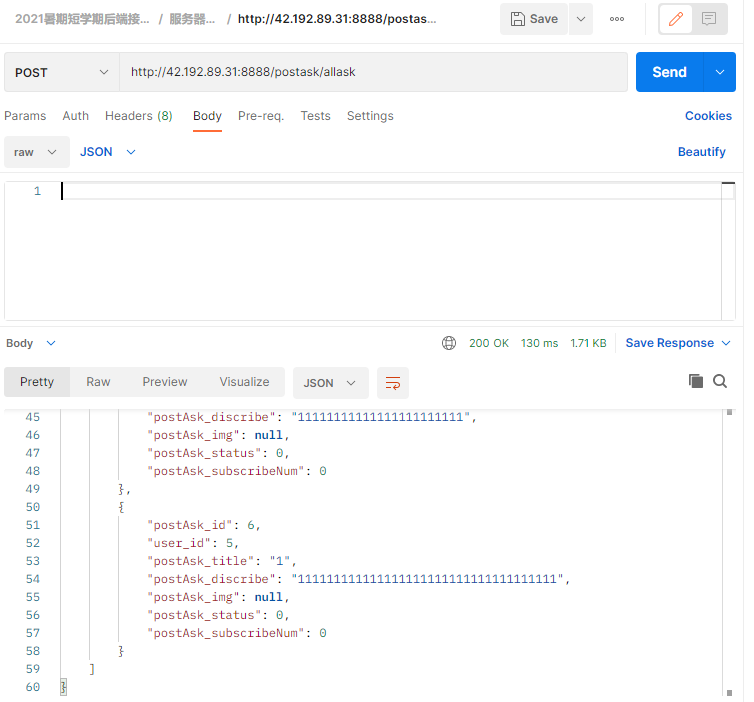 2021暑期短学期后端接... / 服务器... / http://42.192.89.31:8888/postas...
Save
POST http://42.192.89.31:8888/postask/allask Send
Params Auth Headers (8) Body Pre-req. Tests Settings Cookies
raw JSON Beautify
1
Body 200 OK 130 ms 1.71 KB Save Response
Pretty Raw Preview Visualize JSON
45 "postAsk_discribe": "11111111111111111111111",
46 "postAsk_img": null,
47 "postAsk_status": 0,
48 "postAsk_subscribeNum": 0
49 },
50 {
51 "postAsk_id": 6,
52 "user_id": 5,
53 "postAsk_title": "1",
54 "postAsk_discribe": "111111111111111111111111111111111111",
55 "postAsk_img": null,
56 "postAsk_status": 0,
57 "postAsk_subscribeNum": 0
58 }
59 ]
60 }